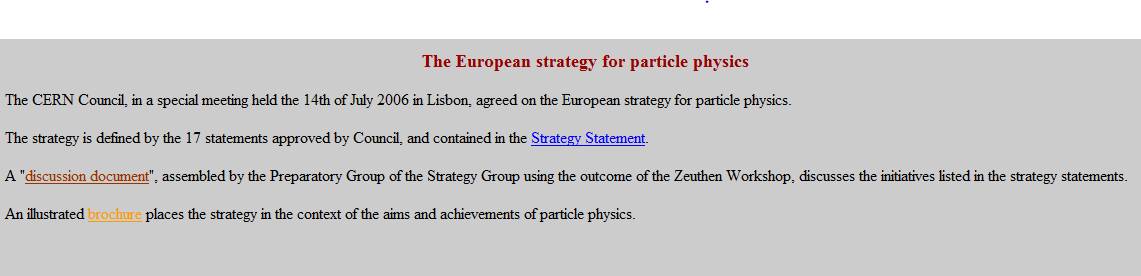 The European strategy for particle physics
The CERN Council, in a special meeting held the 14th of July 2006 in Lisbon, agreed on the European strategy for particle physics.
The strategy is defined by the 17 statements approved by Council, and contained in the Strategy Statement.
A "discussion document", assembled by the Preparatory Group of the Strategy Group using the outcome of the Zeuthen Workshop, discusses the initiatives listed in the strategy statements.
An illustrated brochure places the strategy in the context of the aims and achievements of particle physics.